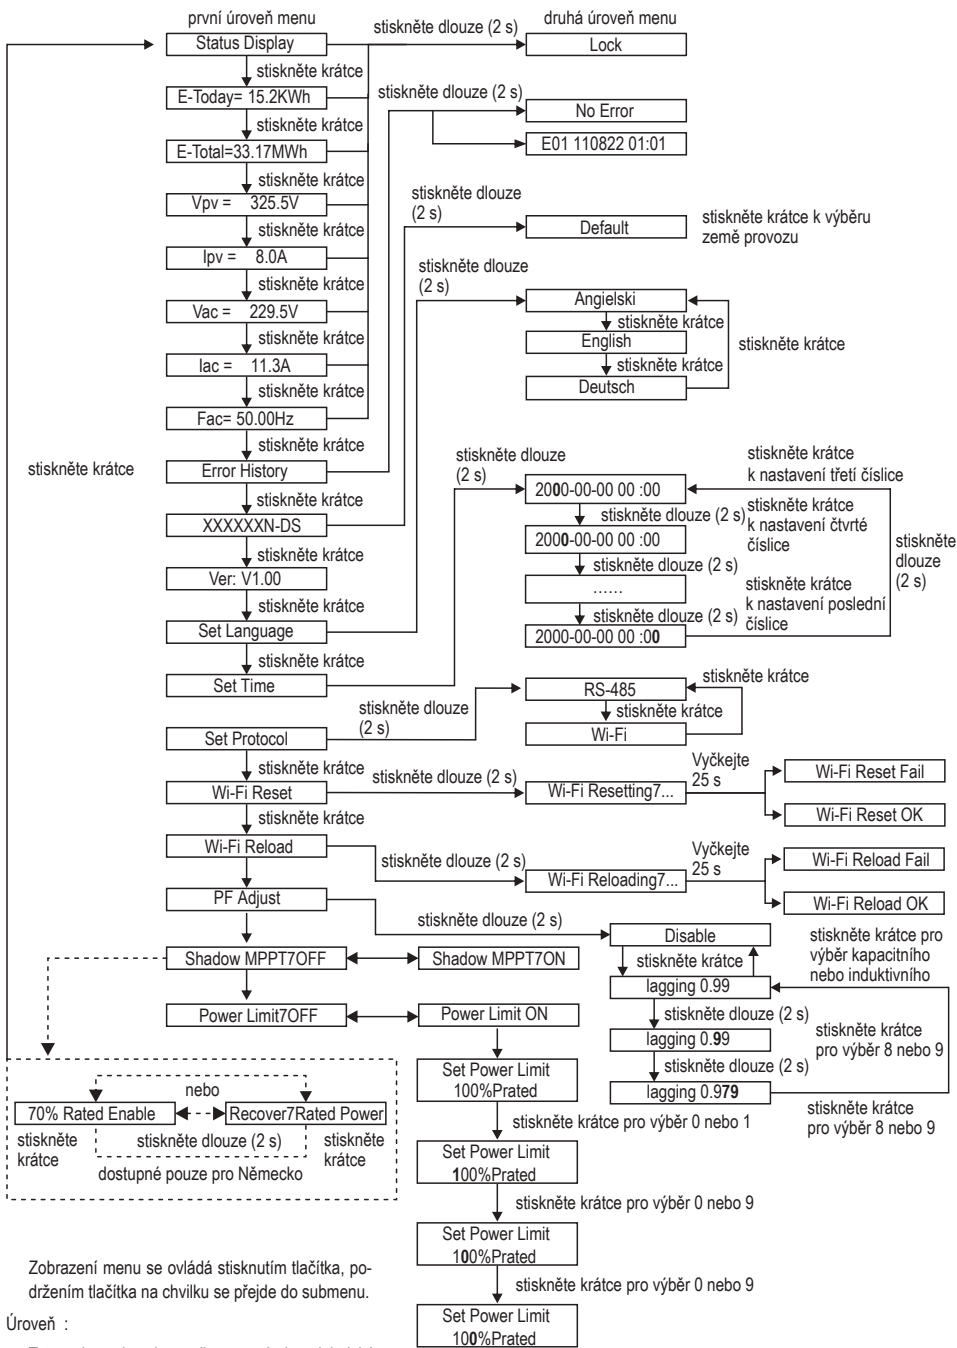 první úroveň menu
druhá úroveň menu
Status Display
stiskněte dlouze (2 s)
Lock
stiskněte krátce
E-Today= 15.2KWh
stiskněte dlouze (2 s)
No Error
stiskněte krátce
E-Total=33.17MWh
E01 110822 01:01
stiskněte krátce
Vpv = 325.5V
stiskněte dlouze
(2 s)
Default
stiskněte krátce k výběru
země provozu
stiskněte krátce
Ipv = 8.0A
stiskněte dlouze
(2 s)
stiskněte krátce
Vac = 229.5V
Angielski
stiskněte krátce
English
stiskněte krátce
Deutsch
stiskněte krátce
stiskněte krátce
Iac = 11.3A
stiskněte krátce
Fac= 50.00Hz
stiskněte krátce
stiskněte krátce
Error History
stiskněte dlouze
(2 s)
2000-00-00 00 :00
stiskněte krátce
k nastavení třetí číslice
stiskněte krátce
XXXXXXN-DS
stiskněte dlouze (2 s)
stiskněte krátce
k nastavení čtvrté
číslice
2000-00-00 00 :00
stiskněte dlouze
(2 s)
stiskněte krátce
Ver: V1.00
stiskněte dlouze (2 s)
......
stiskněte krátce
k nastavení poslední
číslice
stiskněte krátce
Set Language
stiskněte dlouze (2 s)
2000-00-00 00 :00
stiskněte krátce
Set Time
RS-485
stiskněte krátce
stiskněte krátce
Wi-Fi
stiskněte dlouze
(2 s)
Set Protocol
stiskněte krátce
Wi-Fi Reset
stiskněte dlouze (2 s)
Wi-Fi Resetting7...
Vyčkejte
25 s
Wi-Fi Reset Fail
Wi-Fi Reset OK
stiskněte krátce
Wi-Fi Reload
stiskněte dlouze (2 s)
Wi-Fi Reloading7...
Vyčkejte
25 s
Wi-Fi Reload Fail
Wi-Fi Reload OK
PF Adjust
stiskněte dlouze (2 s)
Disable
stiskněte krátce
stiskněte krátce pro
výběr kapacitního
nebo induktivního
Shadow MPPT7OFF
Shadow MPPT7ON
lagging 0.99
stiskněte dlouze (2 s)
Power Limit7OFF
Power Limit ON
lagging 0.99
stiskněte krátce
pro výběr 8 nebo 9
stiskněte dlouze (2 s)
lagging 0.979
stiskněte krátce
pro výběr 8 nebo 9
Set Power Limit
100%Prated
nebo
70% Rated Enable
Recover7Rated Power
stiskněte
krátce
stiskněte dlouze (2 s)
stiskněte
krátce
dostupné pouze pro Německo
stiskněte krátce pro výběr 0 nebo 1
Set Power Limit
100%Prated
stiskněte krátce pro výběr 0 nebo 9
Set Power Limit
100%Prated
stiskněte krátce pro výběr 0 nebo 9
Set Power Limit
100%Prated
Zobrazení menu se ovládá stisknutím tlačítka, po-
držením tlačítka na chvilku se přejde do submenu.
Úroveň :